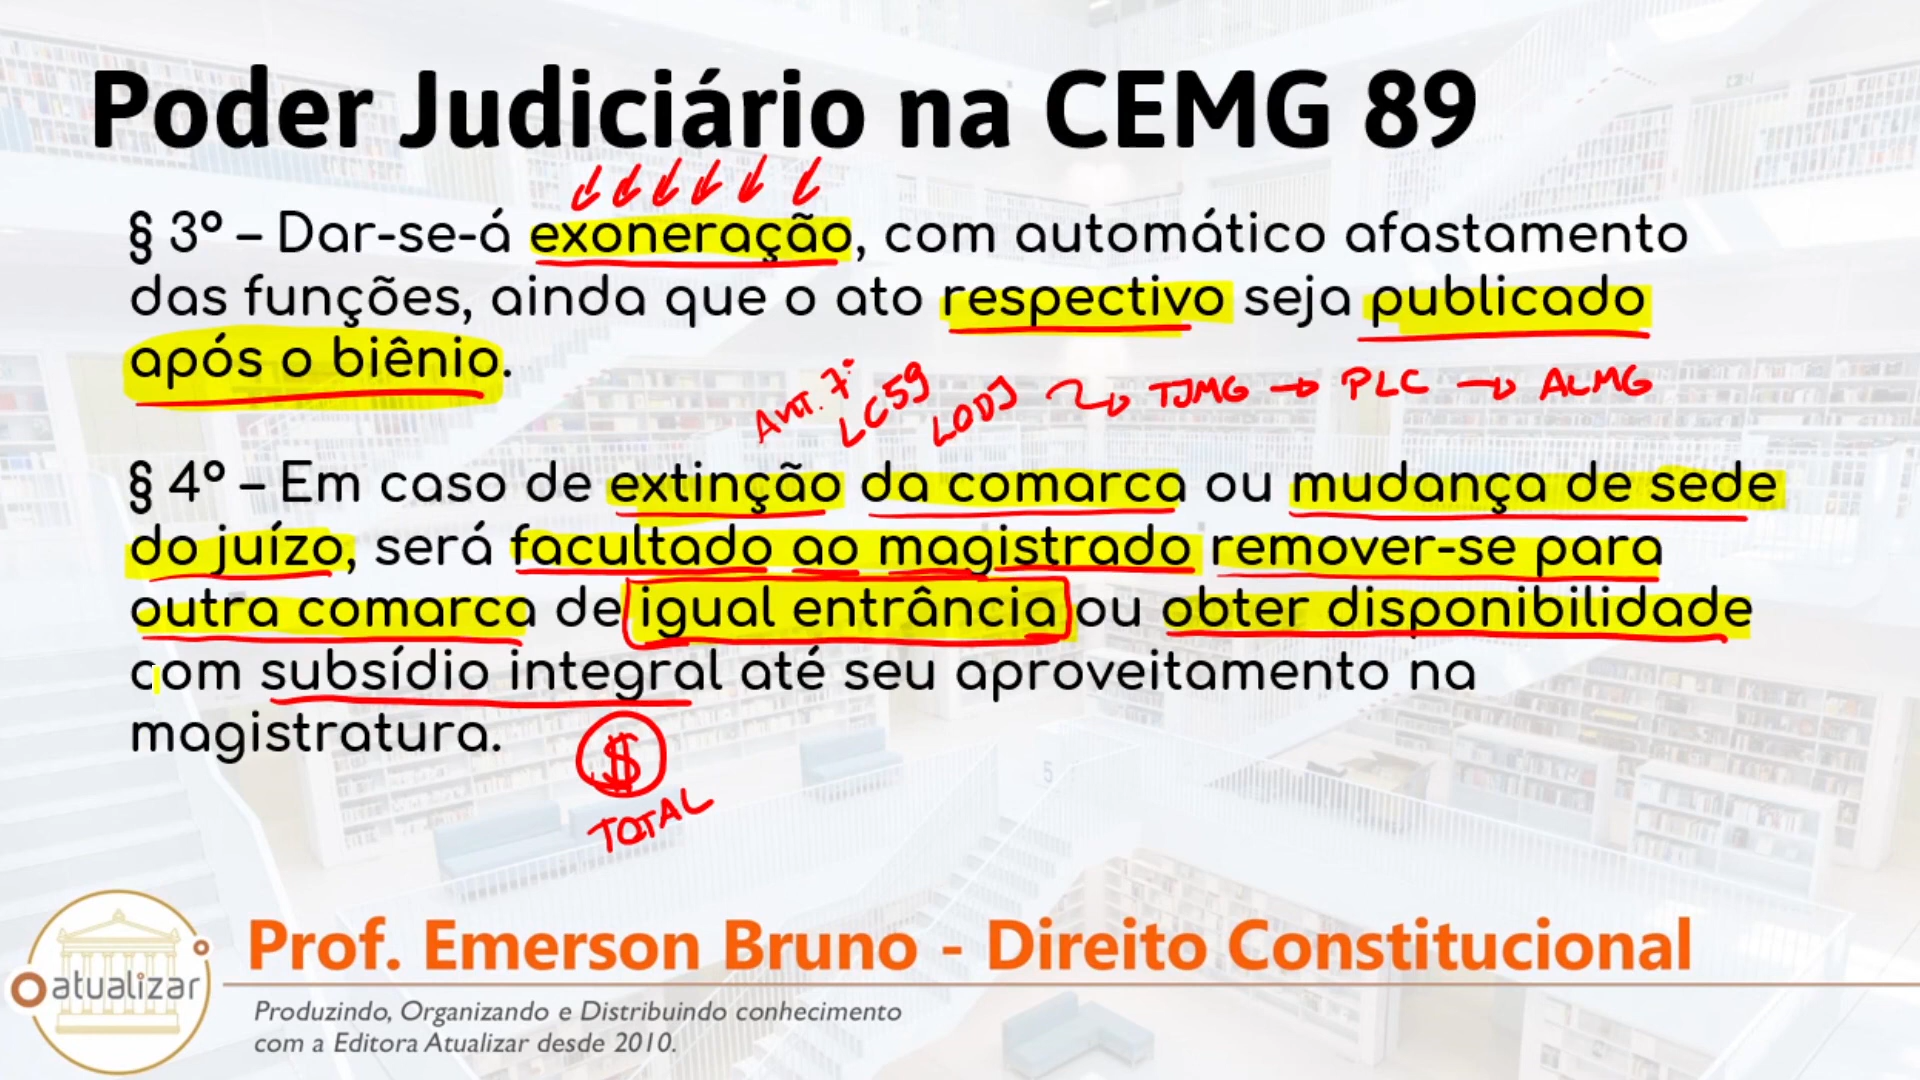 Poder Judiciário na CEMG 89
§ 3º – Dar-se-á exoneração, com automático afastamento
das funções, ainda que o ato respectivo seja publicado
após o biênio.
Art. 7º LC59 LODJ → TJMG → PLC → ALMG
§ 4º – Em caso de extinção da comarca ou mudança de sede
do juízo, será facultado ao magistrado remover-se para
outra comarca de igual entrância ou obter disponibilidade
com subsídio integral até seu aproveitamento na
magistratura.
$
TOTAL
Prof. Emerson Bruno - Direito Constitucional
atualizar
Produzindo, Organizando e Distribuindo conhecimento
com a Editora Atualizar desde 2010.